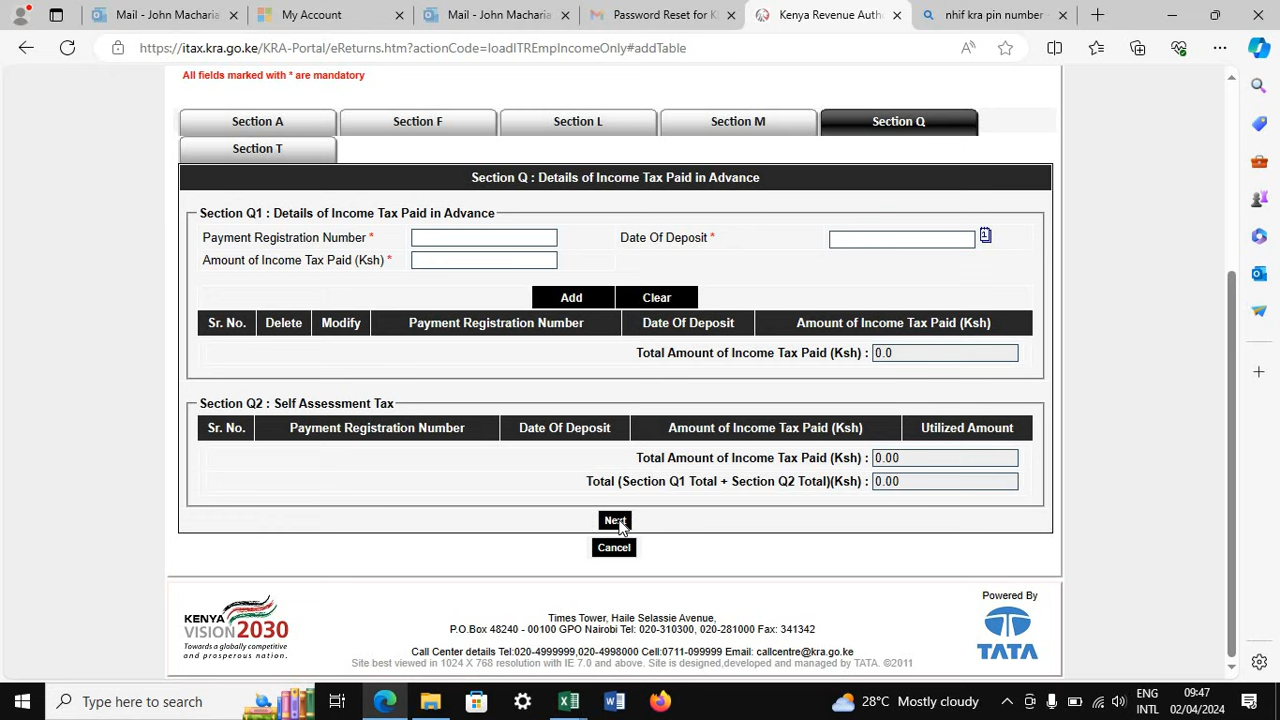 Mail - John Macharia
My Account
Mail - John Macharia
Password Reset for K
Kenya Revenue Auth
nhif kra pin number -
https://itax.kra.go.ke/KRA-Portal/eReturns.htm?actionCode=loadITREmpIncomeOnly#addTable
All fields marked with * are mandatory
Section A
Section F
Section L
Section M
Section Q
Section T
Section Q : Details of Income Tax Paid in Advance
Section Q1 : Details of Income Tax Paid in Advance
Payment Registration Number *
Date Of Deposit *
1
Amount of Income Tax Paid (Ksh) *
Add
Clear
Sr. No. Delete Modify Payment Registration Number Date Of Deposit Amount of Income Tax Paid (Ksh)
Total Amount of Income Tax Paid (Ksh) : 0.0
Section Q2 : Self Assessment Tax
Sr. No. Payment Registration Number Date Of Deposit Amount of Income Tax Paid (Ksh) Utilized Amount
Total Amount of Income Tax Paid (Ksh) : 0.00
Total (Section Q1 Total + Section Q2 Total)(Ksh) : 0.00
Next
Cancel
KENYA
VISION 2030
Towards a globally competitive
and prosperous nation.
Times Tower, Haile Selassie Avenue,
P.O.Box 48240 - 00100 GPO Nairobi Tel: 020-310300, 020-281000 Fax: 341342
Call Center details Tel:020-4999999,020-4998000 Cell:0711-099999 Email: callcentre@kra.go.ke
Site best viewed in 1024 X 768 resolution with IE 7.0 and above. Site is designed,developed and managed by TATA. ©2011
Powered By
TATA
Type here to search
28°C Mostly cloudy
ENG
INTL
09:47
02/04/2024